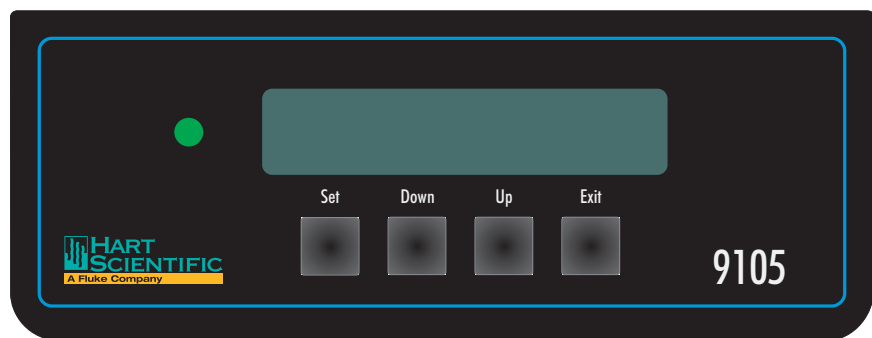 Set Down Up Exit
HART
SCIENTIFIC
A Fluke Company
9105